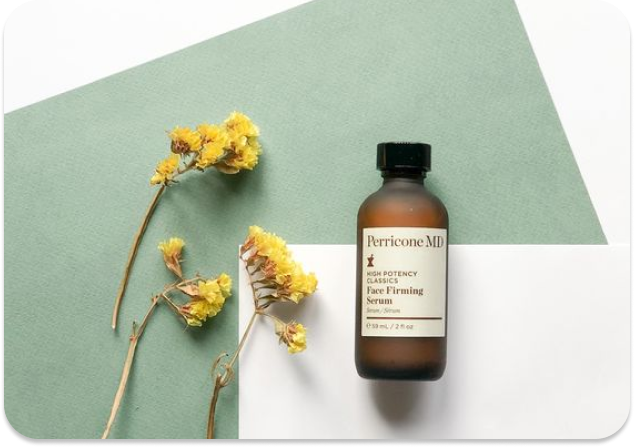 Perricone MD
HIGH POTENCY
CLASSICS
Face Firming
Serum
Serum / Sérum
℮ 59 mL / 2 fl oz